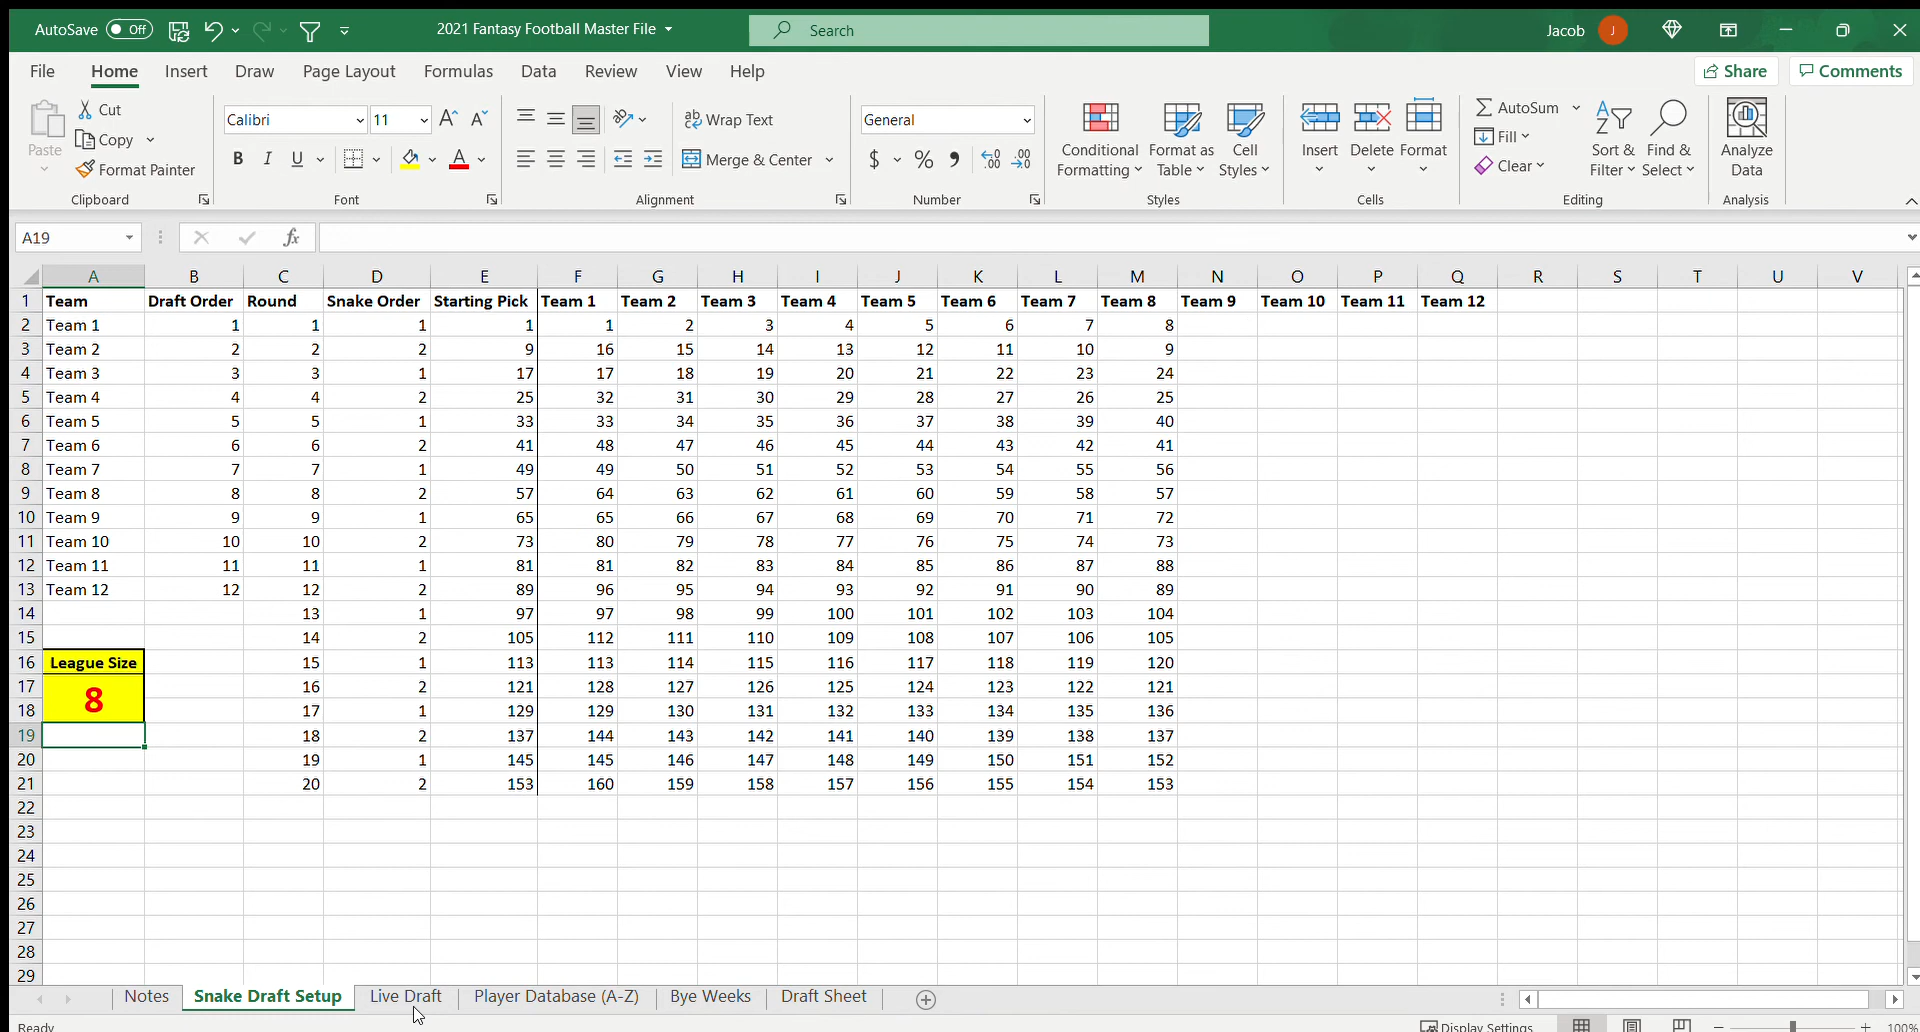 AutoSave Off 2021 Fantasy Football Master File Search Jacob J
File Home Insert Draw Page Layout Formulas Data Review View Help Share Comments
Paste Cut Copy Format Painter Clipboard
Calibri 11 B I U A Font
ab Wrap Text Merge & Center Alignment
General $ % Number
Conditional Formatting Format as Table Cell Styles Styles
Insert Delete Format Cells
AutoSum Fill Clear Sort & Filter Find & Select Editing
Analyze Data Analysis
A19 fx
A B C D E F G H I J K L M N O P Q R S T U V
1 Team Draft Order Round Snake Order Starting Pick Team 1 Team 2 Team 3 Team 4 Team 5 Team 6 Team 7 Team 8 Team 9 Team 10 Team 11 Team 12
2 Team 1 1 1 1 1 1 2 3 4 5 6 7 8
3 Team 2 2 2 2 9 16 15 14 13 12 11 10 9
4 Team 3 3 3 1 17 17 18 19 20 21 22 23 24
5 Team 4 4 4 2 25 32 31 30 29 28 27 26 25
6 Team 5 5 5 1 33 33 34 35 36 37 38 39 40
7 Team 6 6 6 2 41 48 47 46 45 44 43 42 41
8 Team 7 7 7 1 49 49 50 51 52 53 54 55 56
9 Team 8 8 8 2 57 64 63 62 61 60 59 58 57
10 Team 9 9 9 1 65 65 66 67 68 69 70 71 72
11 Team 10 10 10 2 73 80 79 78 77 76 75 74 73
12 Team 11 11 11 1 81 81 82 83 84 85 86 87 88
13 Team 12 12 12 2 89 96 95 94 93 92 91 90 89
14 13 1 97 97 98 99 100 101 102 103 104
15 14 2 105 112 111 110 109 108 107 106 105
16 League Size 15 1 113 113 114 115 116 117 118 119 120
17 8 16 2 121 128 127 126 125 124 123 122 121
18 17 1 129 129 130 131 132 133 134 135 136
19 18 2 137 144 143 142 141 140 139 138 137
20 19 1 145 145 146 147 148 149 150 151 152
21 20 2 153 160 159 158 157 156 155 154 153
22
23
24
25
26
27
28
29
Notes Snake Draft Setup Live Draft Player Database (A-Z) Bye Weeks Draft Sheet
Ready Display Settings 100%